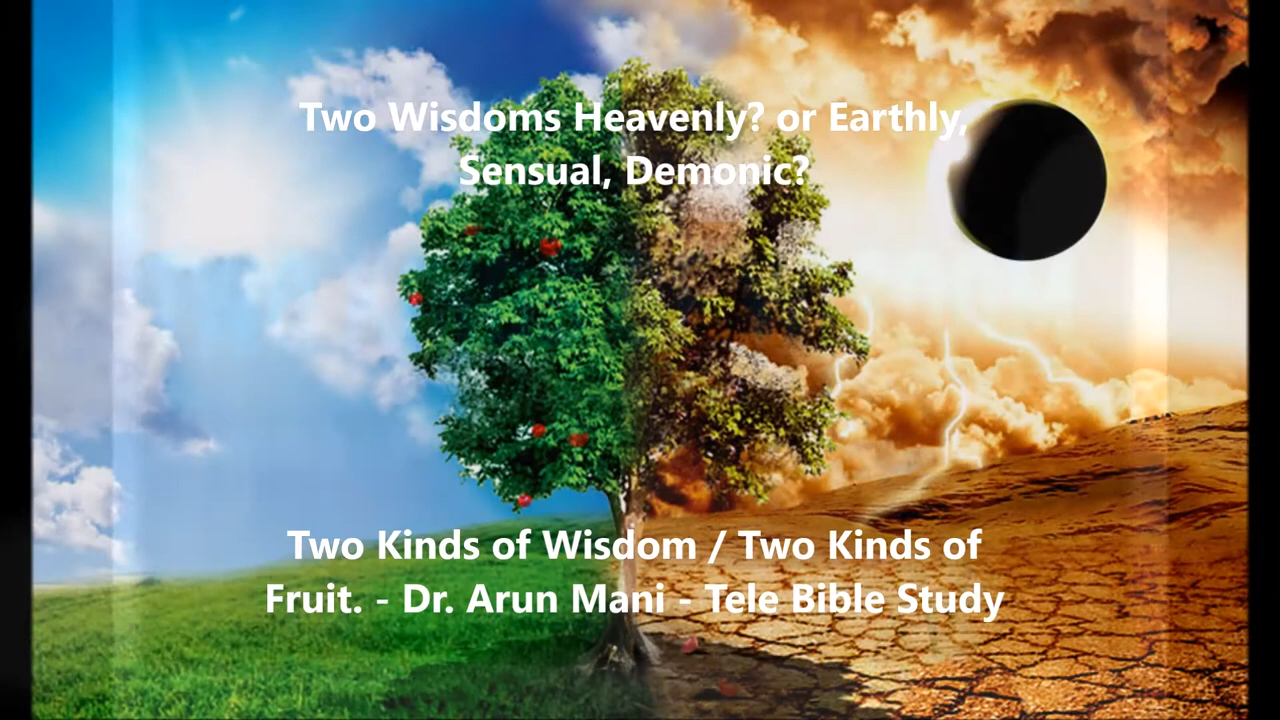 Two Wisdoms Heavenly? or Earthly,
Sensual, Demonic?
Two Kinds of Wisdom / Two Kinds of
Fruit. - Dr. Arun Mani - Tele Bible Study